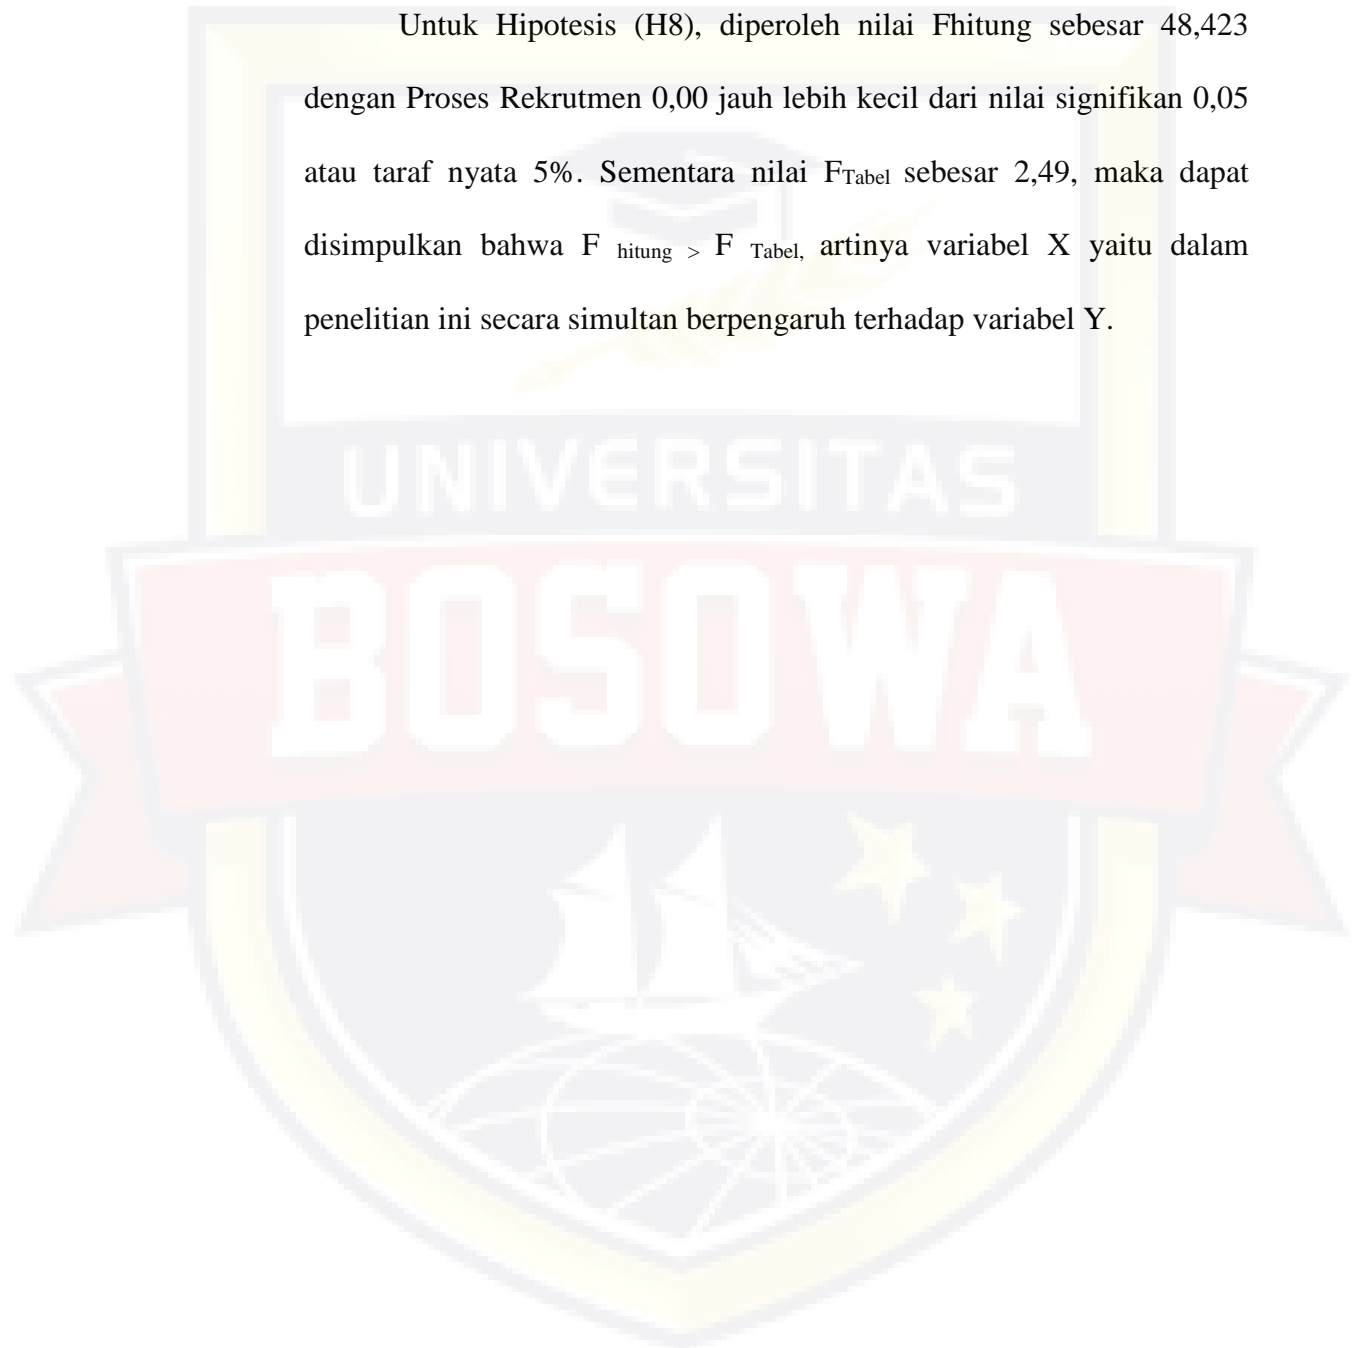 Untuk Hipotesis (H8), diperoleh nilai Fhitung sebesar 48,423
dengan Proses Rekrutmen 0,00 jauh lebih kecil dari nilai signifikan 0,05
atau taraf nyata 5%. Sementara nilai FTabel sebesar 2,49, maka dapat
disimpulkan bahwa F hitung > F Tabel, artinya variabel X yaitu dalam
penelitian ini secara simultan berpengaruh terhadap variabel Y.
UNIVERSITAS
BOSOWA